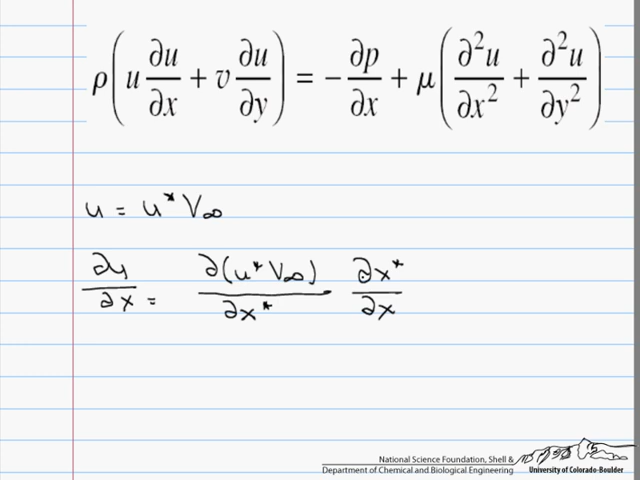 ρ(u ∂u/∂x + v ∂u/∂y) = −∂p/∂x + μ(∂²u/∂x² + ∂²u/∂y²)
u = u* V∞
∂u/∂x = ∂(u* V∞)/∂x* ∂x*/∂x
National Science Foundation, Shell &
Department of Chemical and Biological Engineering
University of Colorado-Boulder